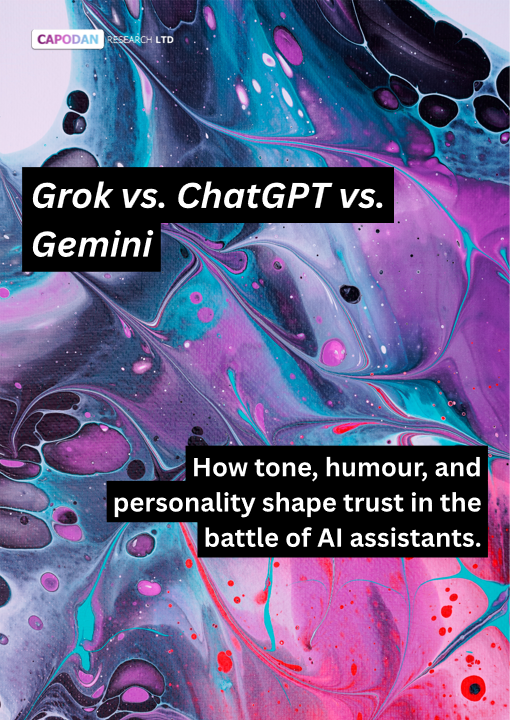 CAPODAN RESEARCH LTD
Grok vs. ChatGPT vs.
Gemini
How tone, humour, and
personality shape trust in the
battle of AI assistants.